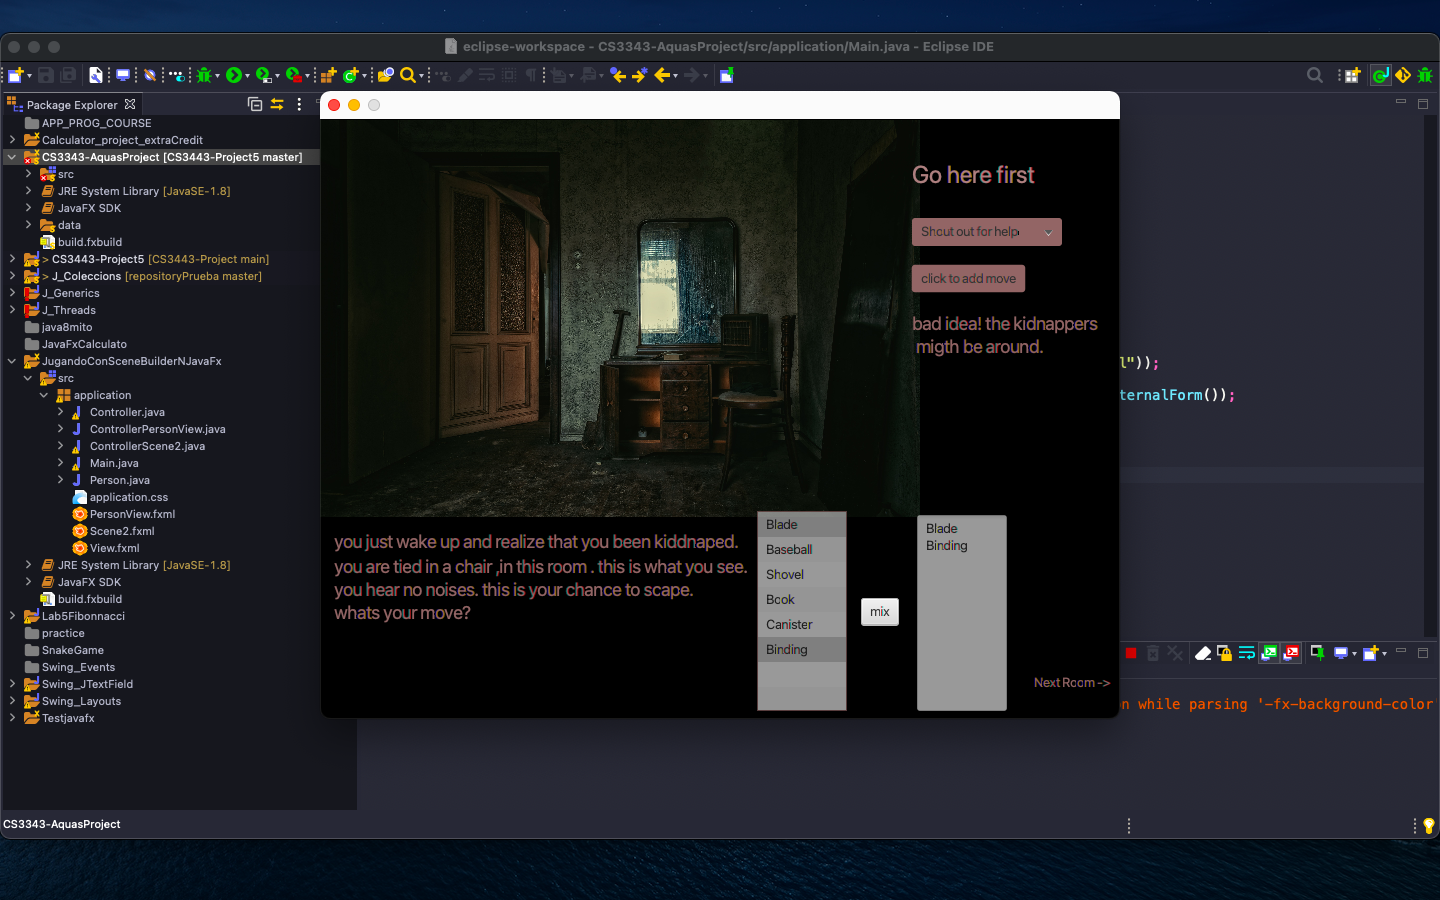 eclipse-workspace - CS3343-AquasProject/src/application/Main.java - Eclipse IDE
Package Explorer
APP_PROG_COURSE
Calculator_project_extraCredit
CS3343-AquasProject [CS3443-Project5 master]
src
JRE System Library [JavaSE-1.8]
JavaFX SDK
data
build.fxbuild
> CS3443-Project5 [CS3443-Project main]
> J_Coleccions [repositoryPrueba master]
J_Generics
J_Threads
java8mito
JavaFxCalculato
JugandoConSceneBuilderNJavaFx
src
application
Controller.java
ControllerPersonView.java
ControllerScene2.java
Main.java
Person.java
application.css
PersonView.fxml
Scene2.fxml
View.fxml
JRE System Library [JavaSE-1.8]
JavaFX SDK
build.fxbuild
Lab5Fibonnacci
practice
SnakeGame
Swing_Events
Swing_JTextField
Swing_Layouts
Testjavafx
CS3343-AquasProject
Go here first
Shout out for help
click to add move
bad idea! the kidnappers
migth be around.
you just wake up and realize that you been kiddnaped.
you are tied in a chair ,in this room . this is what you see.
you hear no noises. this is your chance to scape.
whats your move?
Blade
Baseball
Shovel
Book
Canister
Binding
mix
Blade
Binding
Next Room ->
l"));
ternalForm());
n while parsing '-fx-background-color